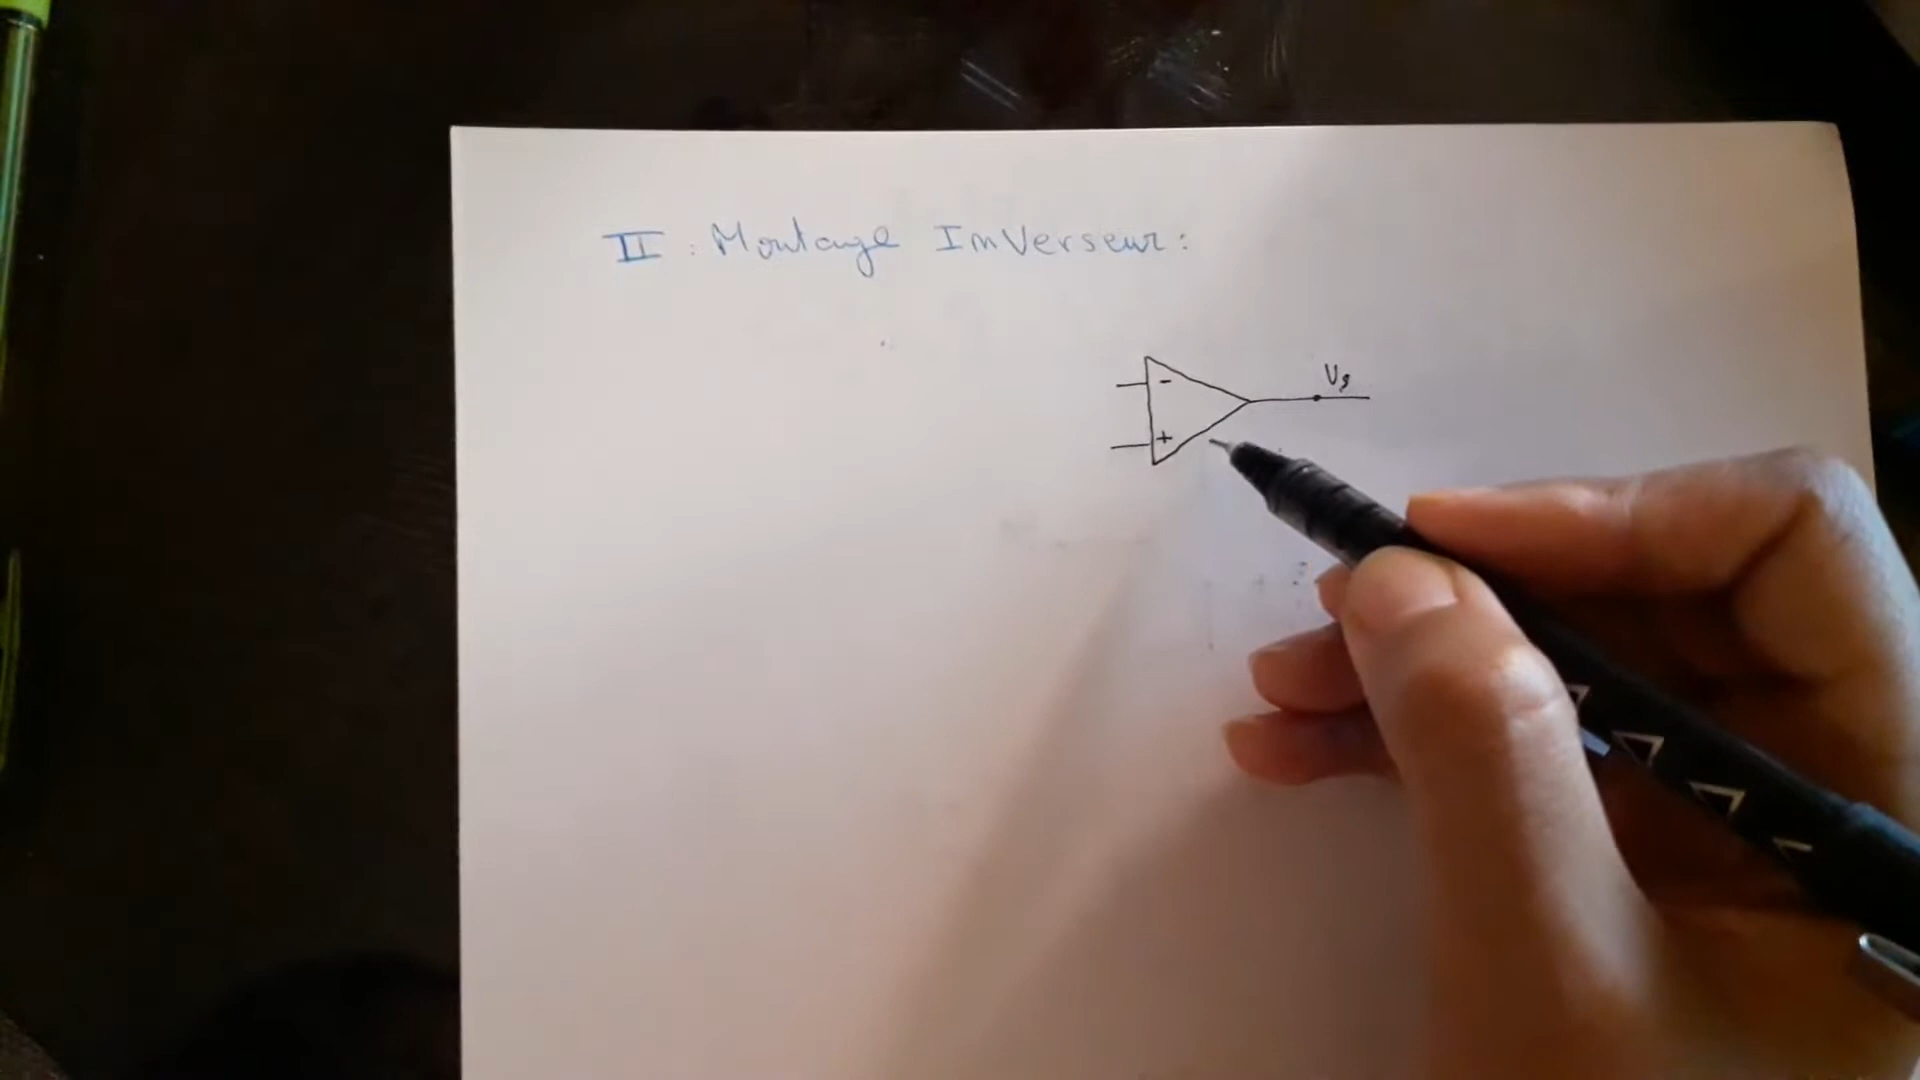 II : Montage Inverseur :
Vs
-
+